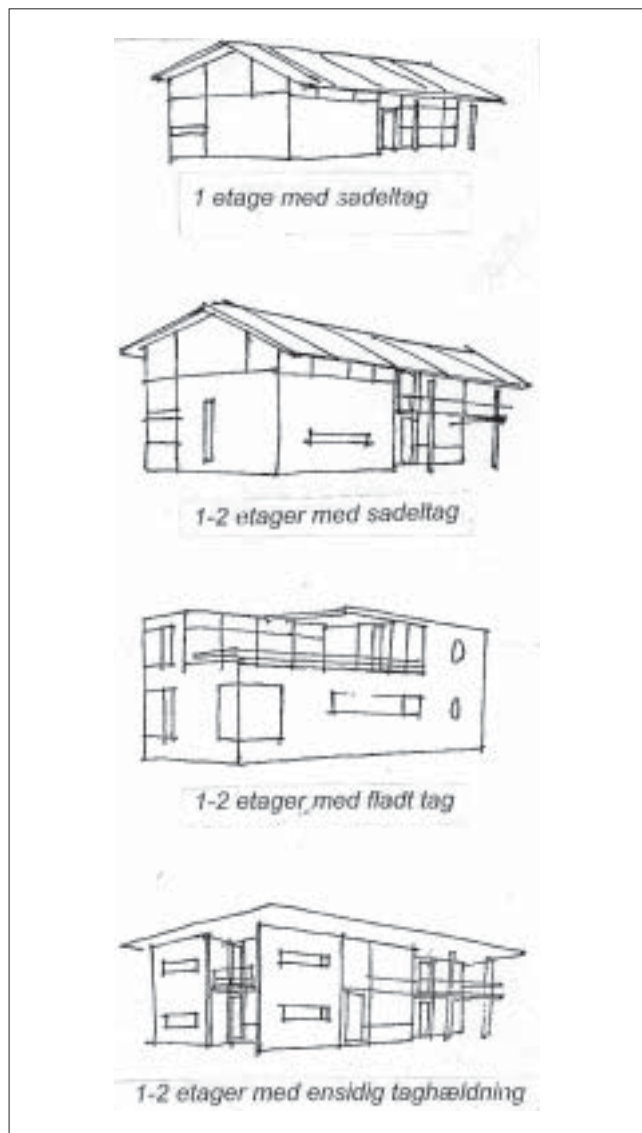 1 etage med sadeltag
1-2 etager med sadeltag
1-2 etager med fladt tag
1-2 etager med ensidig taghældning